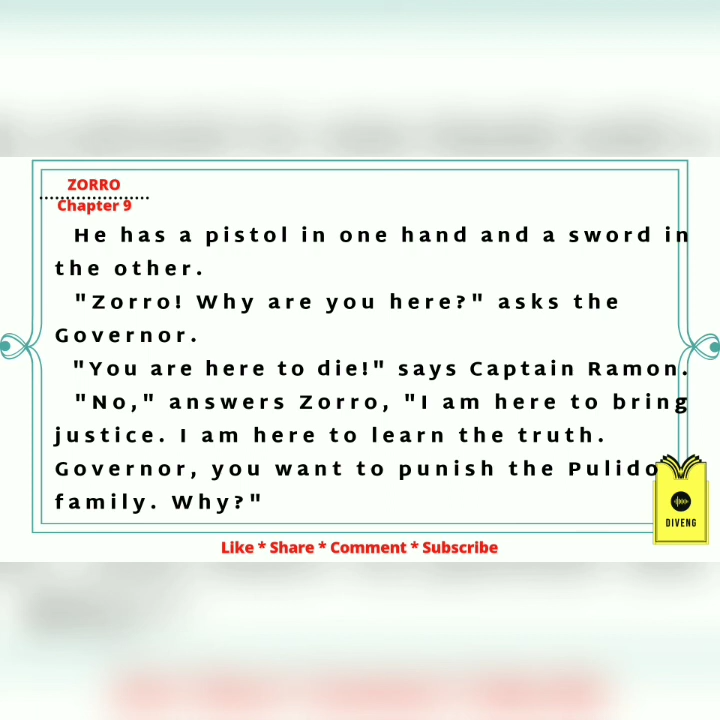 ZORRO
Chapter 9
He has a pistol in one hand and a sword in
the other.
"Zorro! Why are you here?" asks the
Governor.
"You are here to die!" says Captain Ramon.
"No," answers Zorro, "I am here to bring
justice. I am here to learn the truth.
Governor, you want to punish the Pulido
family. Why?"
DIVENG
Like * Share * Comment * Subscribe